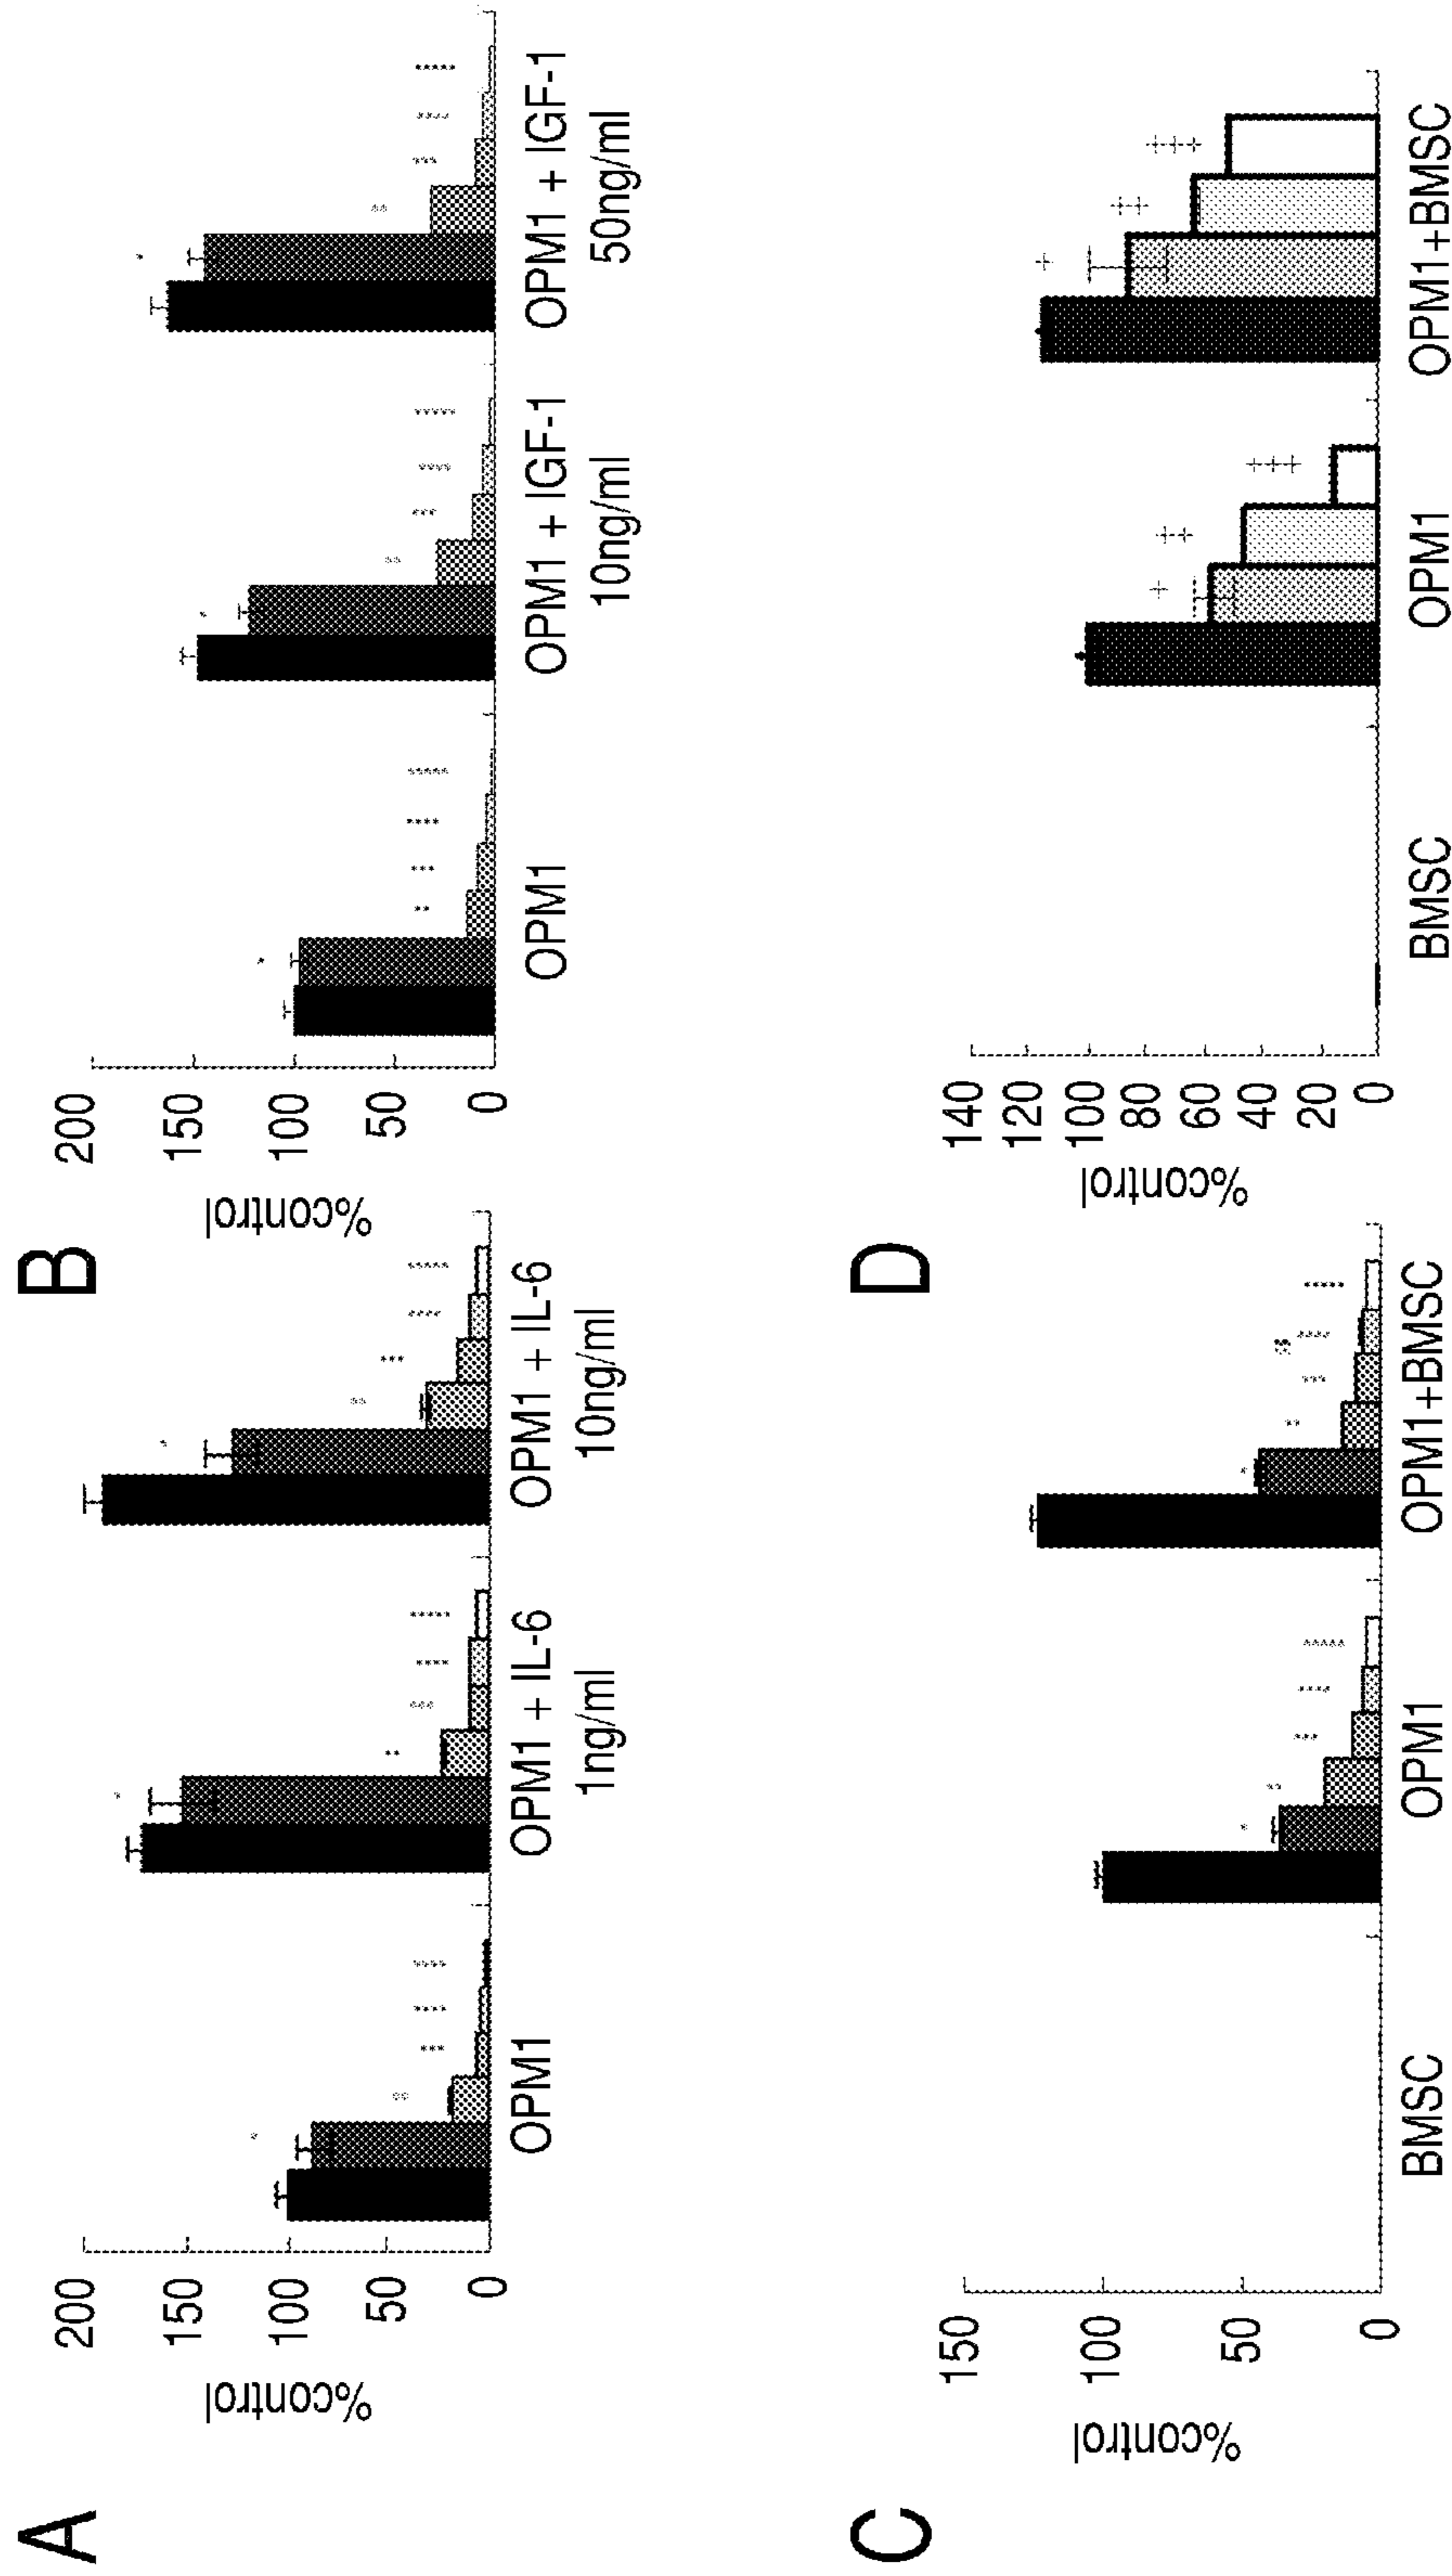 A
%control
200
150
100
50
0
OPM1
OPM1 + IL-6
1ng/ml
OPM1 + IL-6
10ng/ml
B
%control
200
150
100
50
0
OPM1
OPM1 + IGF-1
10ng/ml
OPM1 + IGF-1
50ng/ml
C
%control
150
100
50
0
BMSC
OPM1
OPM1+BMSC
D
%control
140
120
100
80
60
40
20
0
BMSC
OPM1
OPM1+BMSC